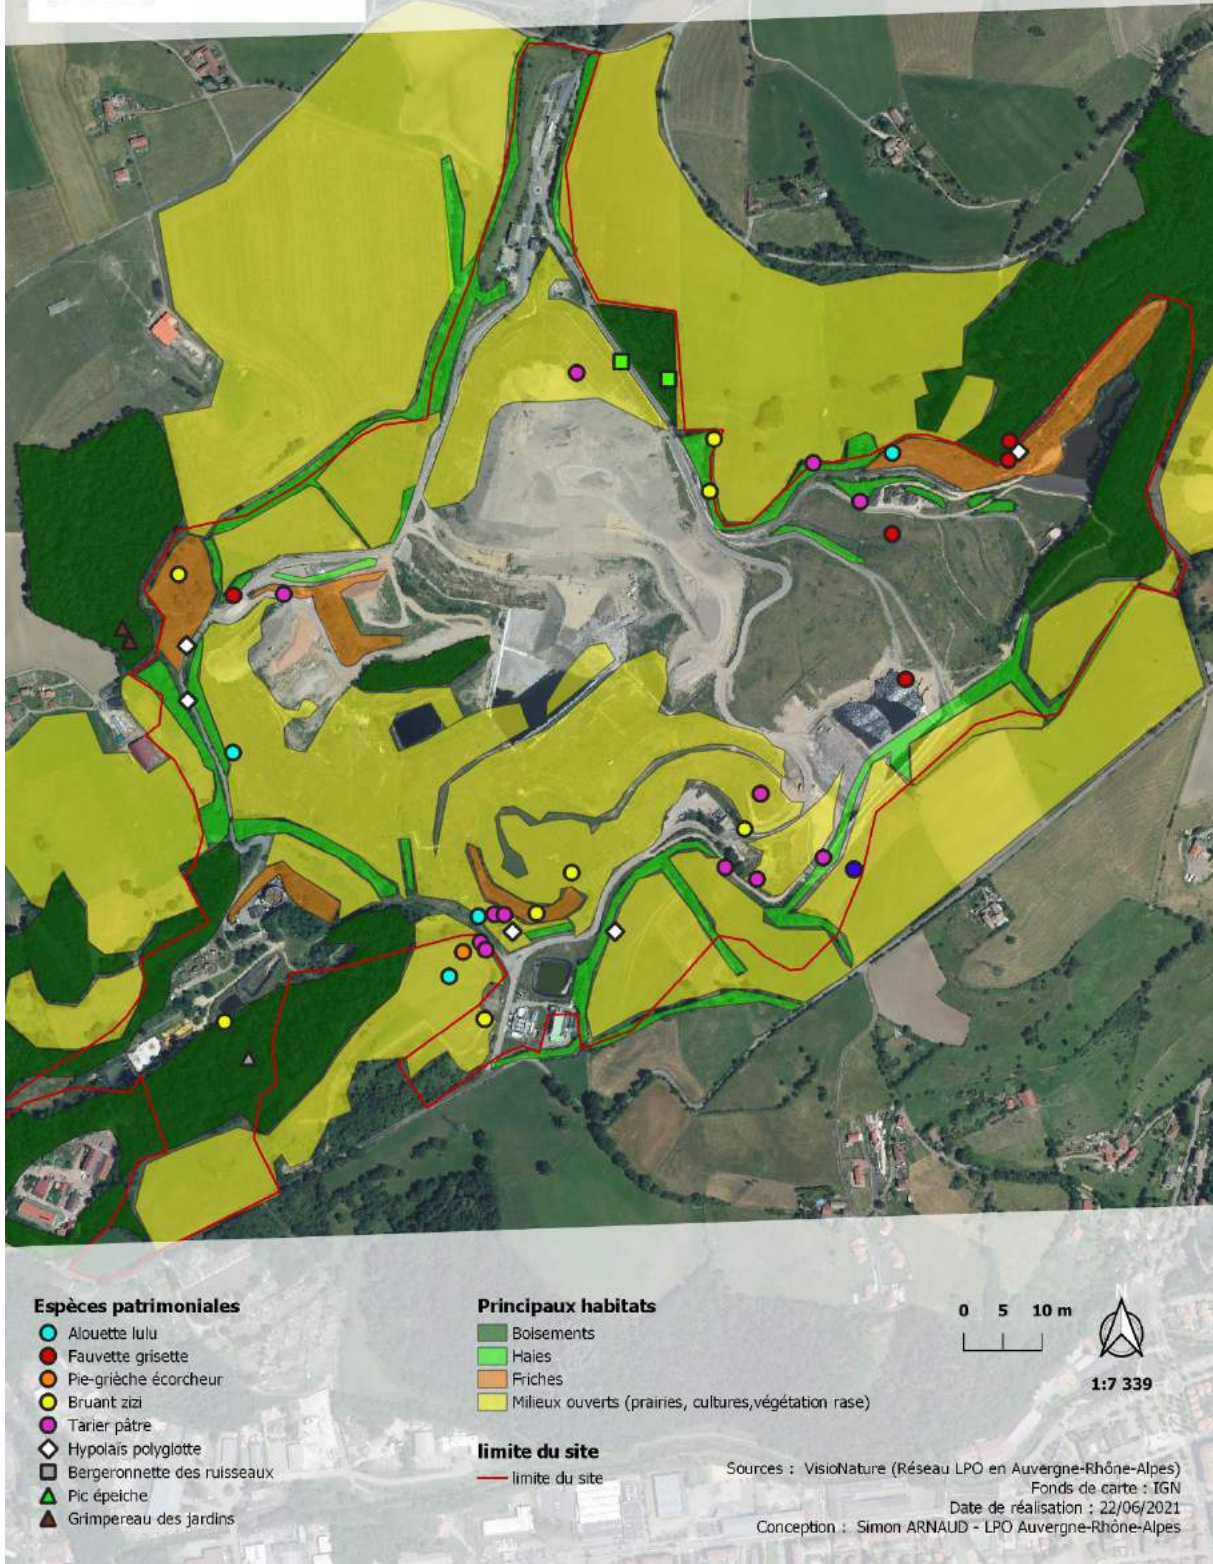 Espèces patrimoniales
Alouette lulu
Fauvette grisette
Pie-grièche écorcheur
Bruant zizi
Tarier pâtre
Hypolaïs polyglotte
Bergeronnette des ruisseaux
Pic épeiche
Grimpereau des jardins
Principaux habitats
Boisements
Haies
Friches
Milieux ouverts (prairies, cultures,végétation rase)
limite du site
limite du site
0 5 10 m
N
1:7 339
Sources : VisioNature (Réseau LPO en Auvergne-Rhône-Alpes)
Fonds de carte : IGN
Date de réalisation : 22/06/2021
Conception : Simon ARNAUD - LPO Auvergne-Rhône-Alpes